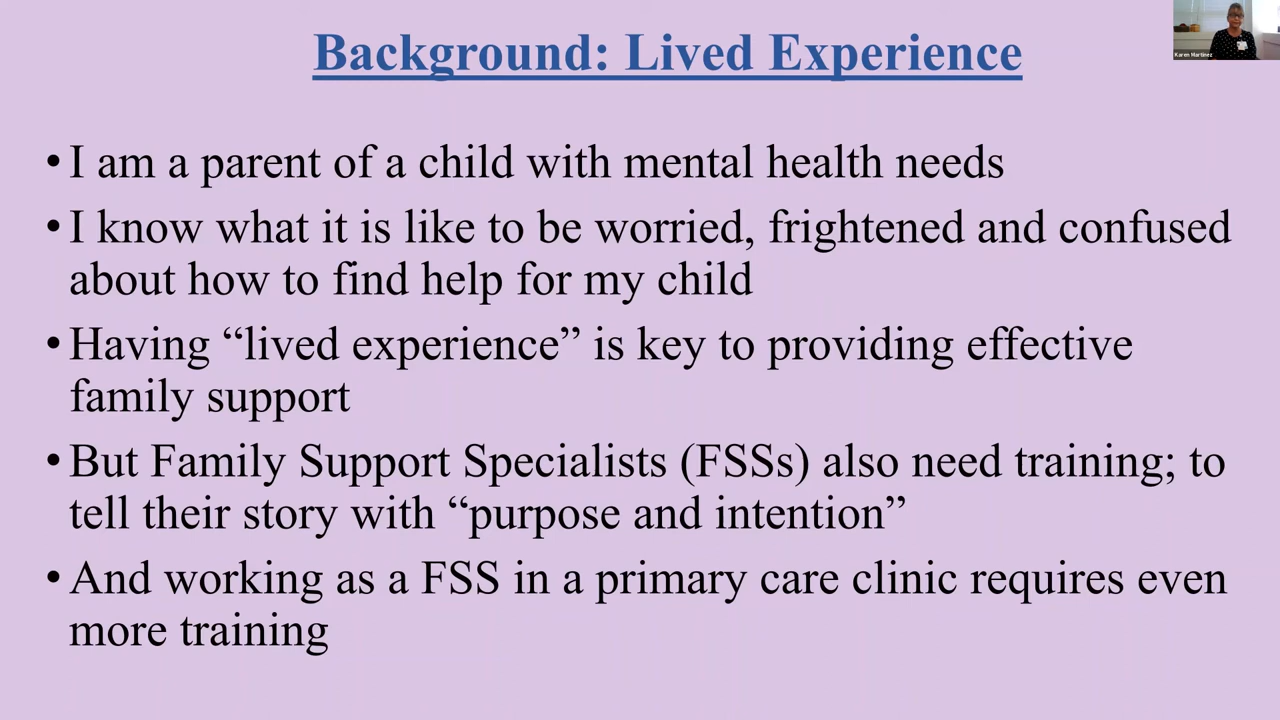 Background: Lived Experience
Karen Martinez
• I am a parent of a child with mental health needs
• I know what it is like to be worried, frightened and confused
about how to find help for my child
• Having “lived experience” is key to providing effective
family support
• But Family Support Specialists (FSSs) also need training; to
tell their story with “purpose and intention”
• And working as a FSS in a primary care clinic requires even
more training